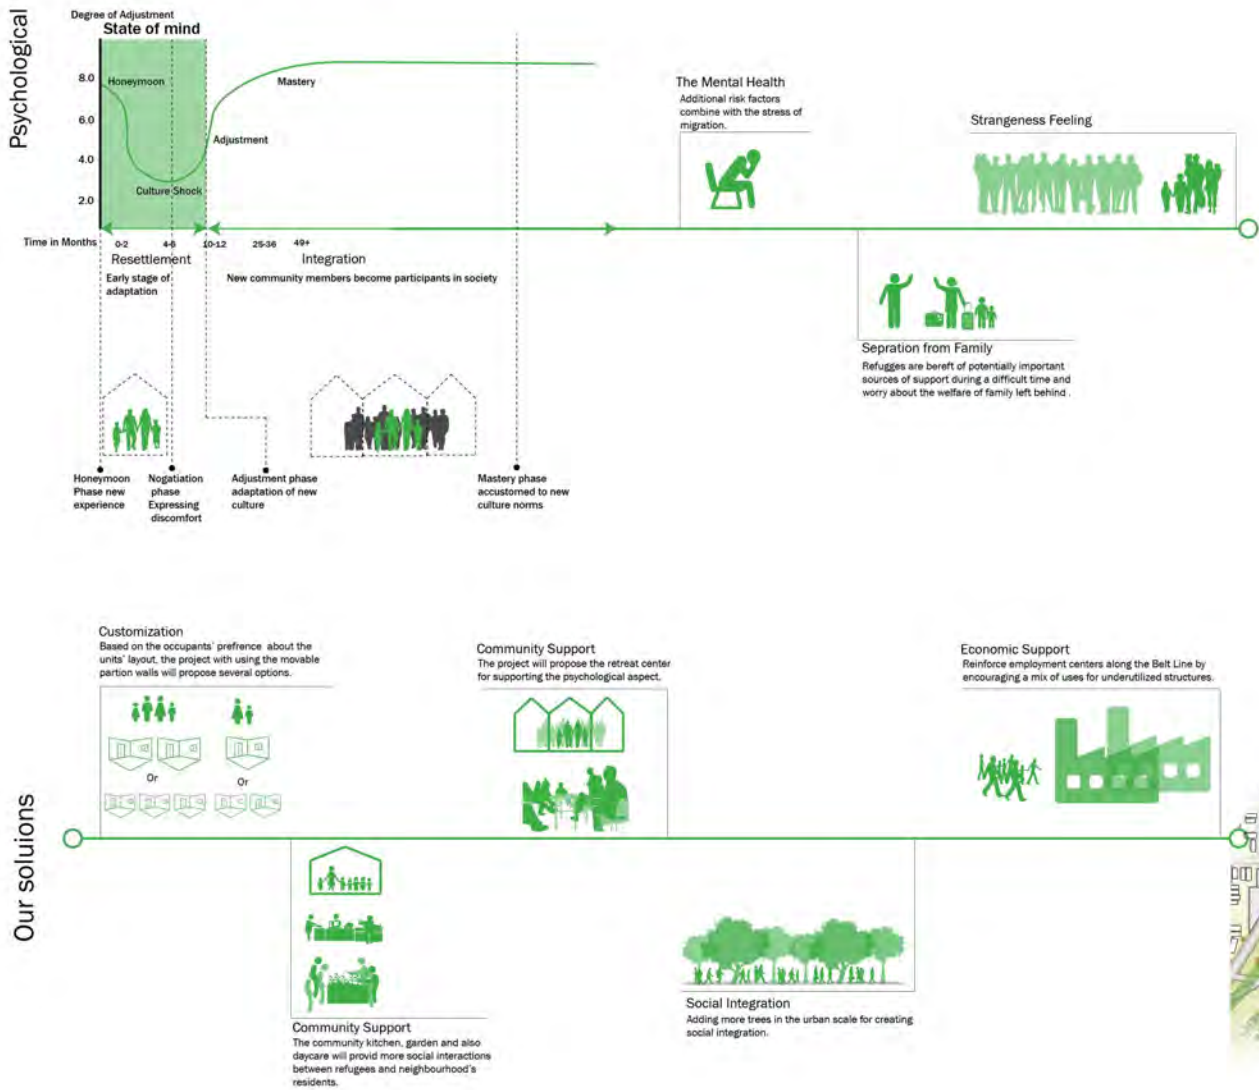 Psychological
Degree of Adjustment
State of mind
8.0
6.0
4.0
2.0
Honeymoon
Mastery
Adjustment
Culture Shock
Time in Months
0-2
4-6
10-12
25-36
49+
Resettlement
Early stage of
adaptation
Integration
New community members become participants in society
Honeymoon
Phase new
experience
Nogatiation
phase
Expressing
discomfort
Adjustment phase
adaptation of new
culture
Mastery phase
accustomed to new
culture norms
The Mental Health
Additional risk factors
combine with the stress of
migration.
Strangeness Feeling
Sepration from Family
Refugges are bereft of potentially important
sources of support during a difficult time and
worry about the welfare of family left behind .
Our soluions
Customization
Based on the occupants' prefrence about the
units' layout, the project with using the movable
partion walls will propose several options.
Or
Or
Community Support
The community kitchen, garden and also
daycare will provid more social interactions
between refugees and neighbourhood's
residents.
Community Support
The project will propose the retreat center
for supporting the psychological aspect.
Social Integration
Adding more trees in the urban scale for creating
social integration.
Economic Support
Reinforce employment centers along the Belt Line by
encouraging a mix of uses for underutilized structures.